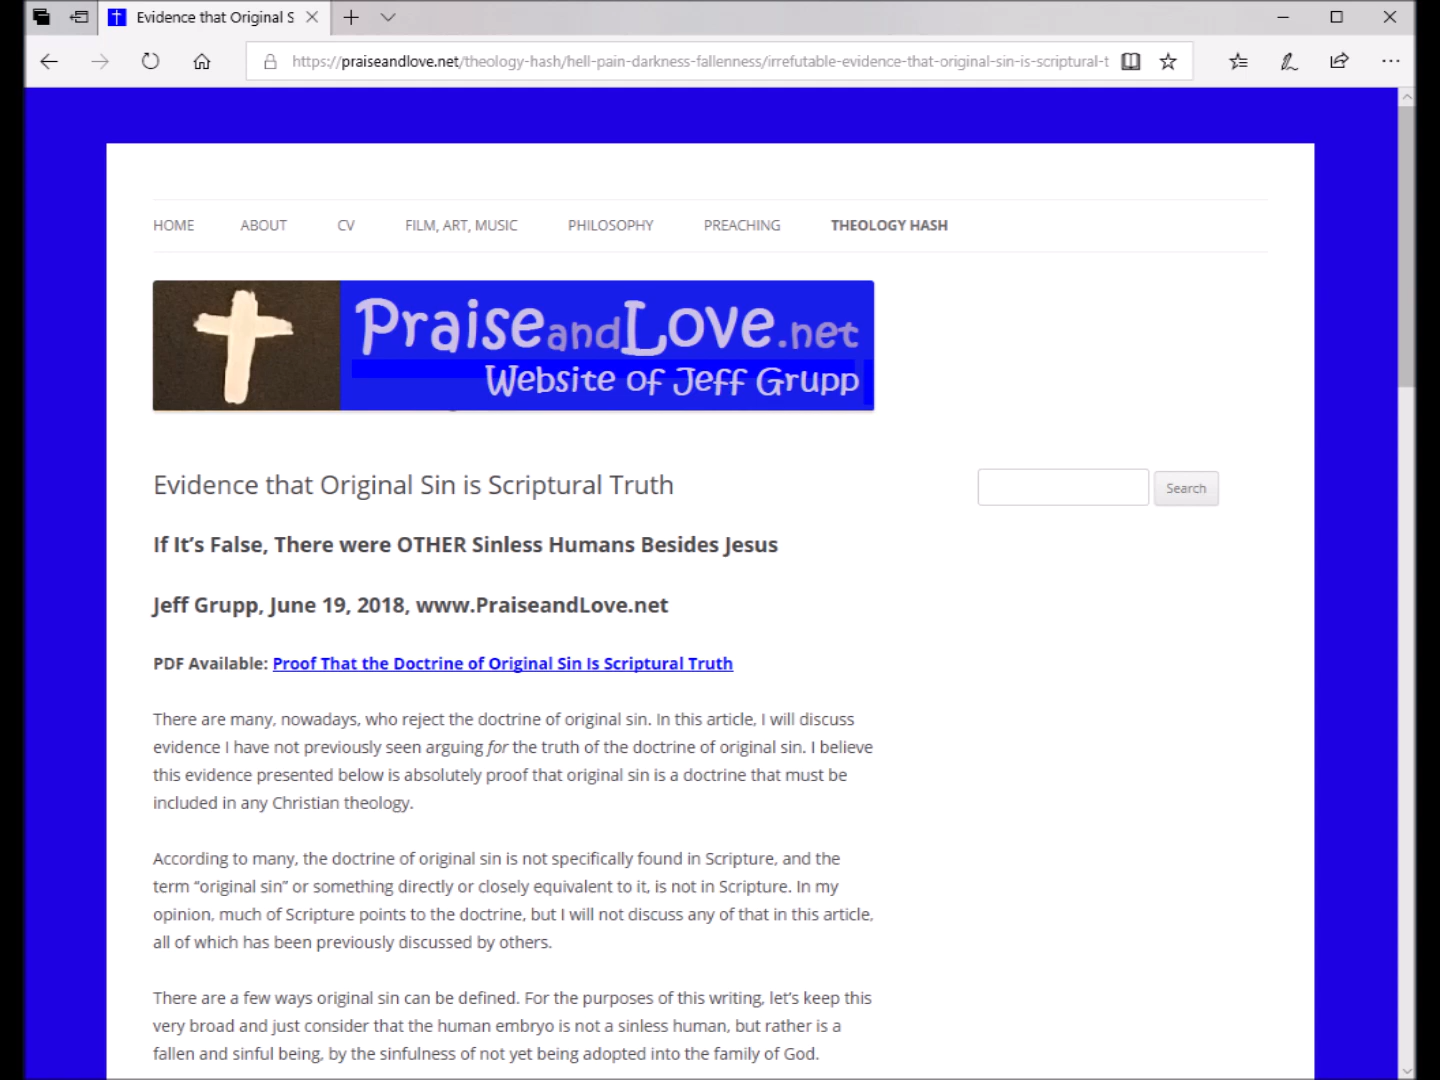 Evidence that Original S
https://praiseandlove.net/theology-hash/hell-pain-darkness-fallenness/irrefutable-evidence-that-original-sin-is-scriptural-t
HOME ABOUT CV FILM, ART, MUSIC PHILOSOPHY PREACHING THEOLOGY HASH
PraiseandLove.net
Website of Jeff Grupp
Evidence that Original Sin is Scriptural Truth
Search
If It’s False, There were OTHER Sinless Humans Besides Jesus
Jeff Grupp, June 19, 2018, www.PraiseandLove.net
PDF Available: Proof That the Doctrine of Original Sin Is Scriptural Truth
There are many, nowadays, who reject the doctrine of original sin. In this article, I will discuss
evidence I have not previously seen arguing for the truth of the doctrine of original sin. I believe
this evidence presented below is absolutely proof that original sin is a doctrine that must be
included in any Christian theology.
According to many, the doctrine of original sin is not specifically found in Scripture, and the
term “original sin” or something directly or closely equivalent to it, is not in Scripture. In my
opinion, much of Scripture points to the doctrine, but I will not discuss any of that in this article,
all of which has been previously discussed by others.
There are a few ways original sin can be defined. For the purposes of this writing, let’s keep this
very broad and just consider that the human embryo is not a sinless human, but rather is a
fallen and sinful being, by the sinfulness of not yet being adopted into the family of God.